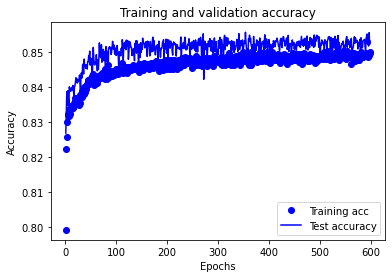 Training and validation accuracy
Accuracy
0.85
0.84
0.83
0.82
0.81
0.80
0
100
200
300
400
500
600
Epochs
Training acc
Test accuracy